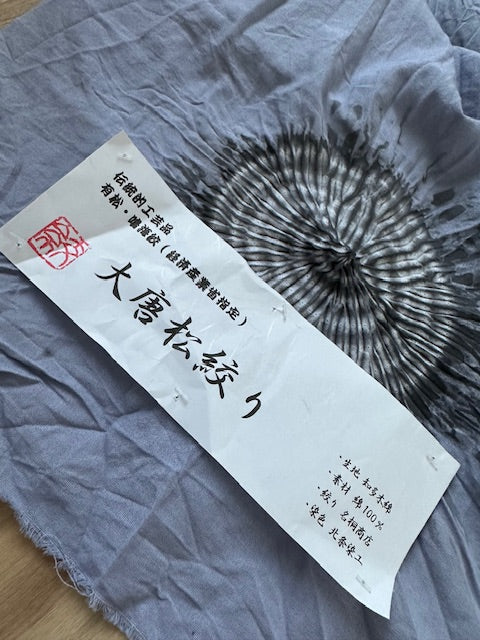 伝統的工芸品
有松・鳴海絞(経済産業省指定)
大唐松絞り
・生地 知多木綿
・素材 綿100%
・絞り 名桐商店
・染色 北条染工